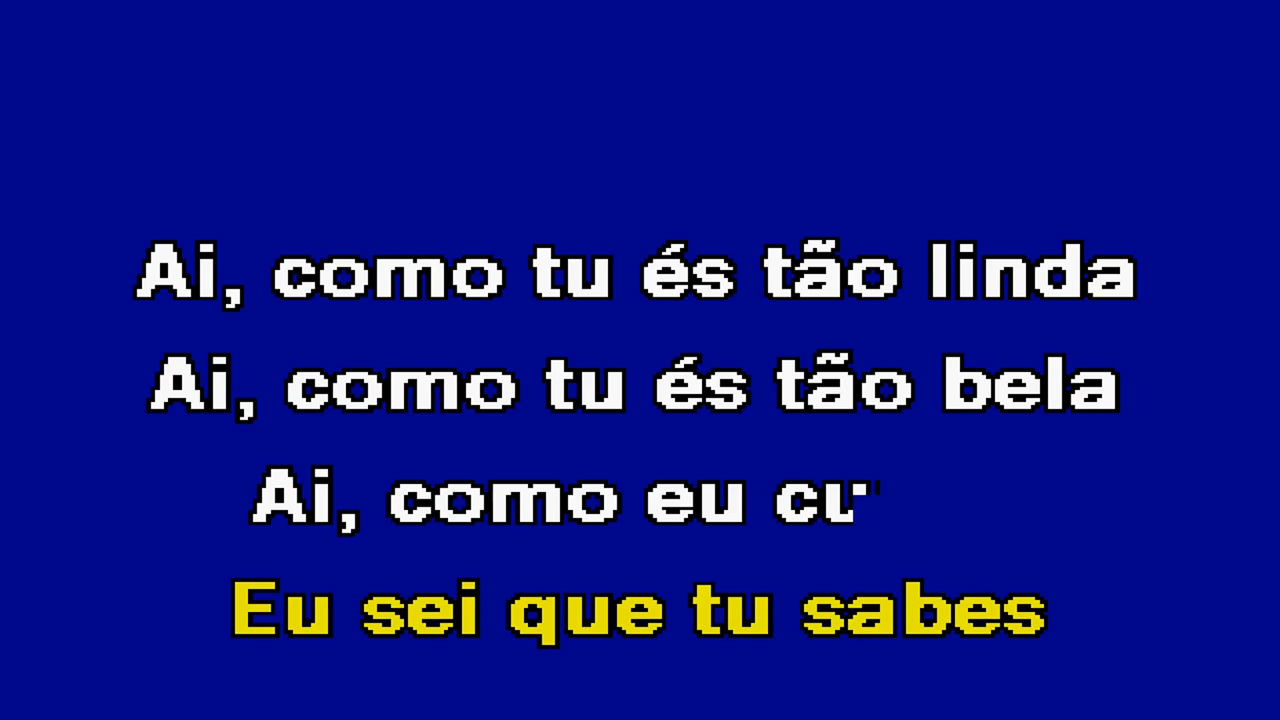 Ai, como tu és tão linda
Ai, como tu és tão bela
Ai, como eu
Eu sei que tu sabes